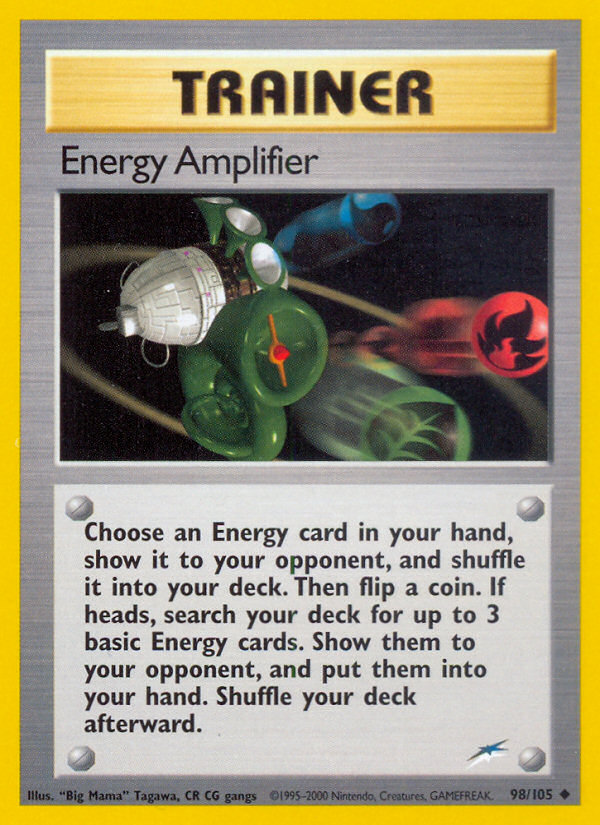 TRAINER
Energy Amplifier
Choose an Energy card in your hand,
show it to your opponent, and shuffle
it into your deck. Then flip a coin. If
heads, search your deck for up to 3
basic Energy cards. Show them to
your opponent, and put them into
your hand. Shuffle your deck
afterward.
Illus. “Big Mama” Tagawa, CR CG gangs ©1995–2000 Nintendo, Creatures, GAMEFREAK. 98/105 ◆